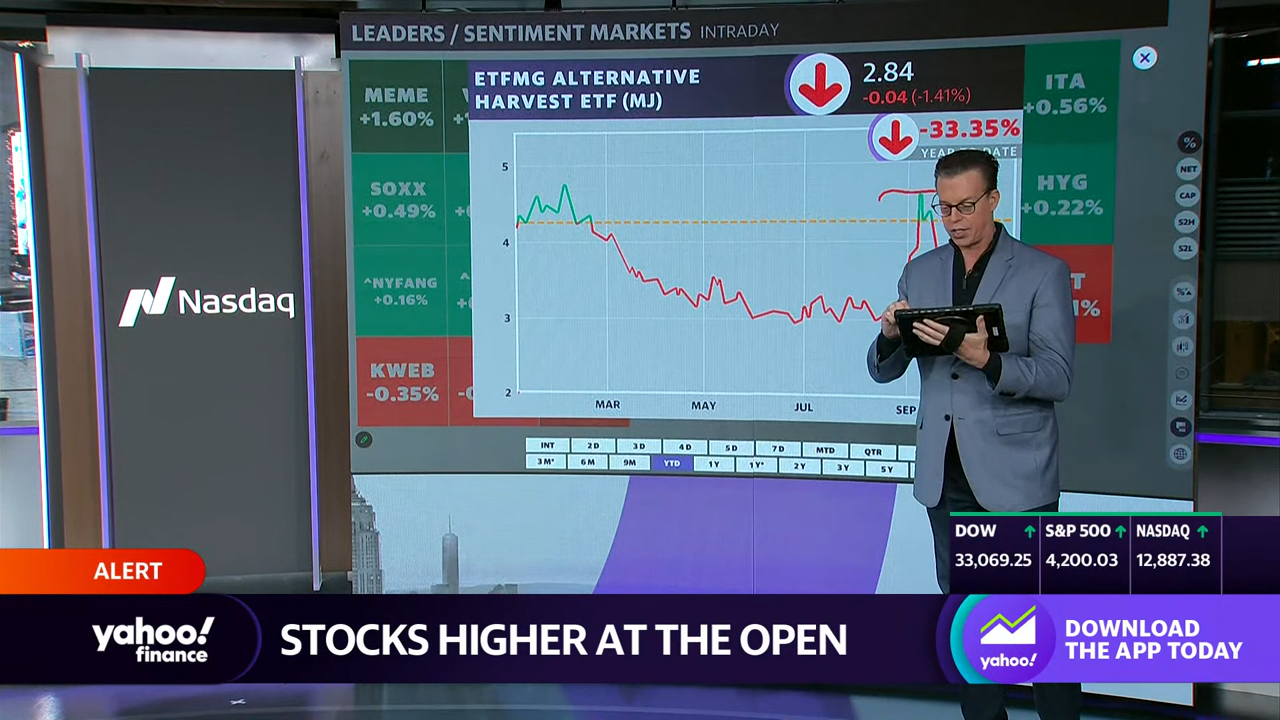 LEADERS / SENTIMENT MARKETS INTRADAY
MEME
+1.60%
SOXX
+0.49%
^NYFANG
+0.16%
KWEB
-0.35%
ETFMG ALTERNATIVE
HARVEST ETF (MJ)
2.84
-0.04 (-1.41%)
-33.35%
ITA
+0.56%
HYG
+0.22%
5
4
3
2
MAR MAY JUL SEP
INT 2D 3D 4D 5D 7D MTD QTR
3M* 6M 9M YTD 1Y 1Y* 2Y 3Y 5Y
%
NET
CAP
52H
52L
Nasdaq
DOW S&P 500 NASDAQ
33,069.25 4,200.03 12,887.38
ALERT
yahoo!
finance
STOCKS HIGHER AT THE OPEN
yahoo!
DOWNLOAD
THE APP TODAY